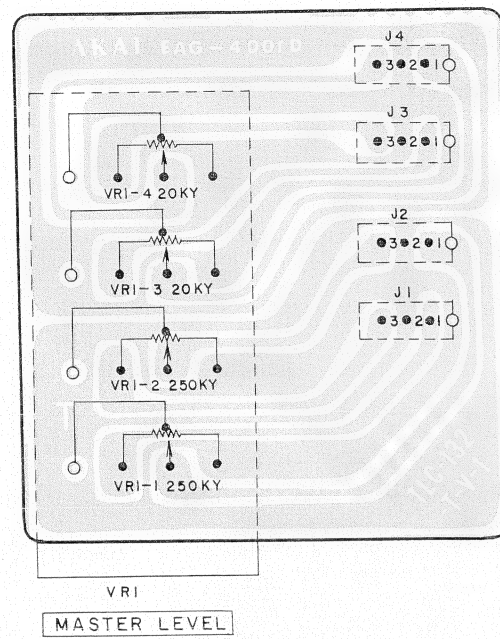 AKAI EAG-4001D
J4
3 2 1
J3
3 2 1
VR1-4 20KY
J2
3 2 1
VR1-3 20KY
J1
3 2 1
VR1-2 250KY
VR1-1 250KY
VR1
MASTER LEVEL